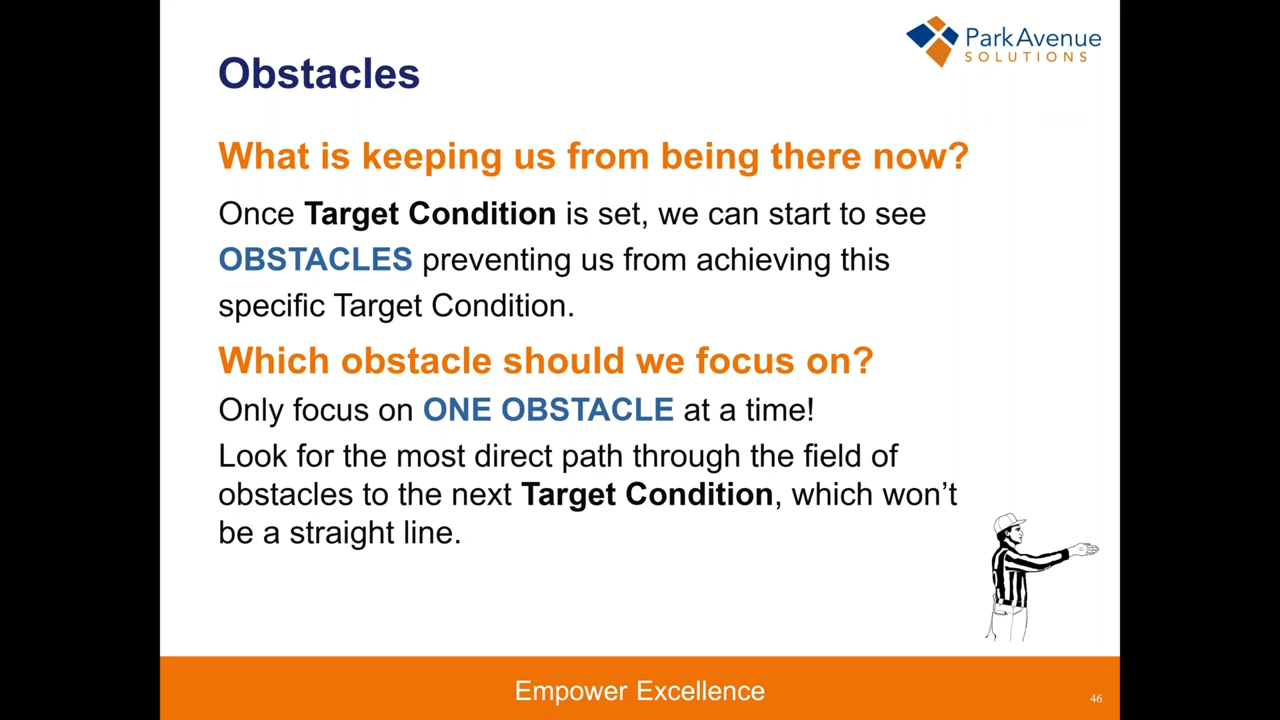 ParkAvenue
SOLUTIONS
Obstacles
What is keeping us from being there now?
Once Target Condition is set, we can start to see
OBSTACLES preventing us from achieving this
specific Target Condition.
Which obstacle should we focus on?
Only focus on ONE OBSTACLE at a time!
Look for the most direct path through the field of
obstacles to the next Target Condition, which won’t
be a straight line.
Empower Excellence
46